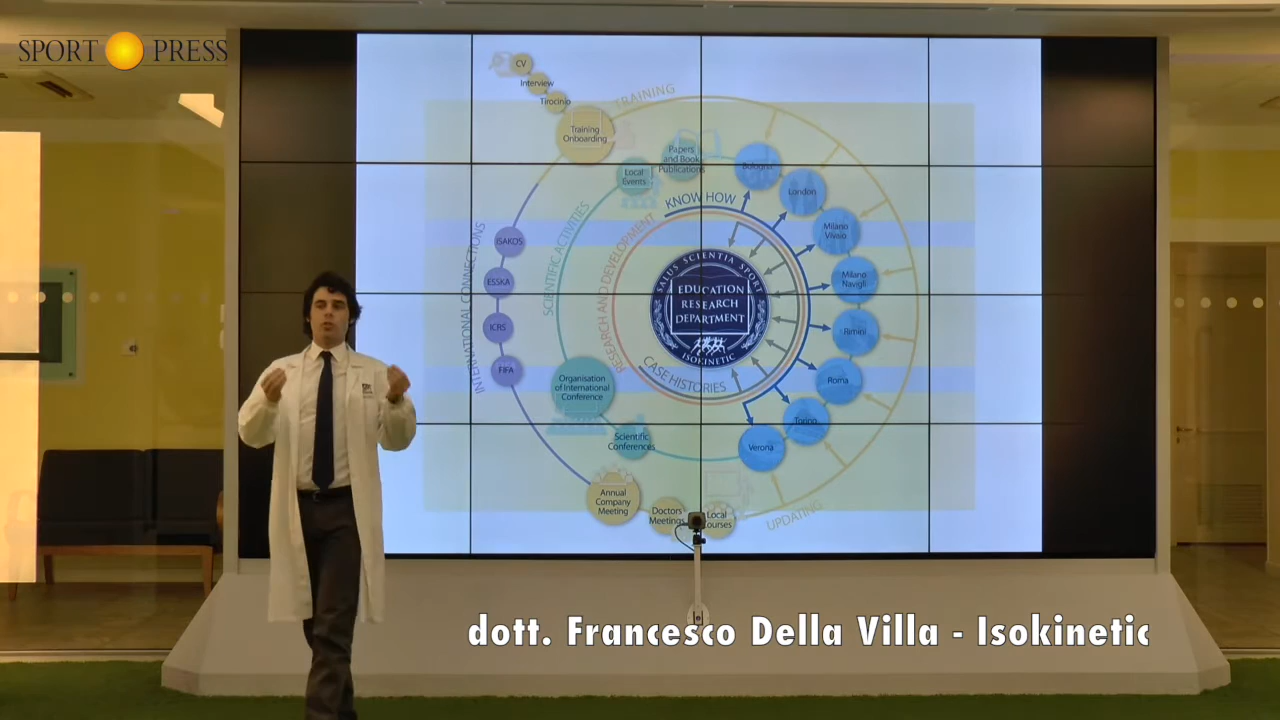 SPORT PRESS
CV
Interview
Tirocinio
Training
Onboarding
TRAINING
Papers
and Book
Publications
Local
Events
Bologna
London
Milano
Vivaio
Milano
Navigli
Rimini
Roma
Torino
Verona
KNOW HOW
ISAKOS
ESSKA
ICRS
FIFA
INTERNATIONAL CONNECTIONS
SCIENTIFIC ACTIVITIES
RESEARCH AND DEVELOPMENT
SALUS SCIENTIA SPORT
EDUCATION
RESEARCH
DEPARTMENT
ISOKINETIC
CASE HISTORIES
Organisation
of International
Conference
Scientific
Conferences
Annual
Company
Meeting
Doctors
Meetings
Local
Courses
UPDATING
dott. Francesco Della Villa - Isokinetic